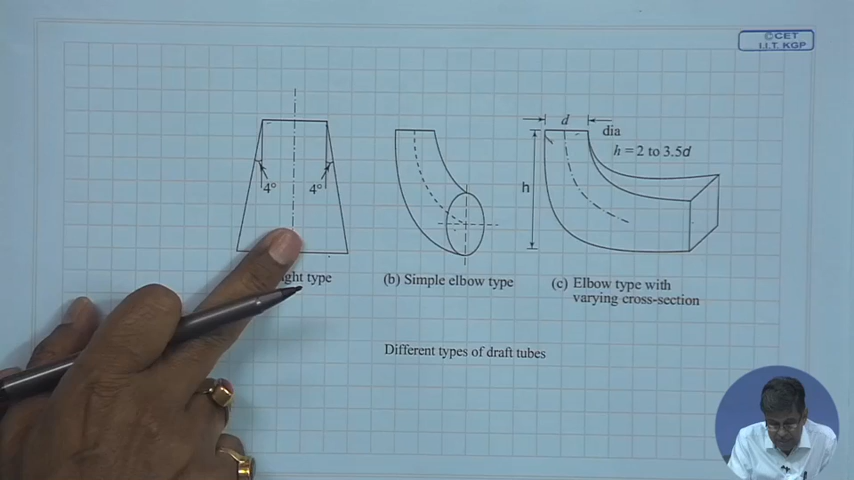 ©CET
I.I.T. KGP
d
dia
h = 2 to 3.5d
h
4°
4°
ght type
(b) Simple elbow type
(c) Elbow type with
varying cross-section
Different types of draft tubes